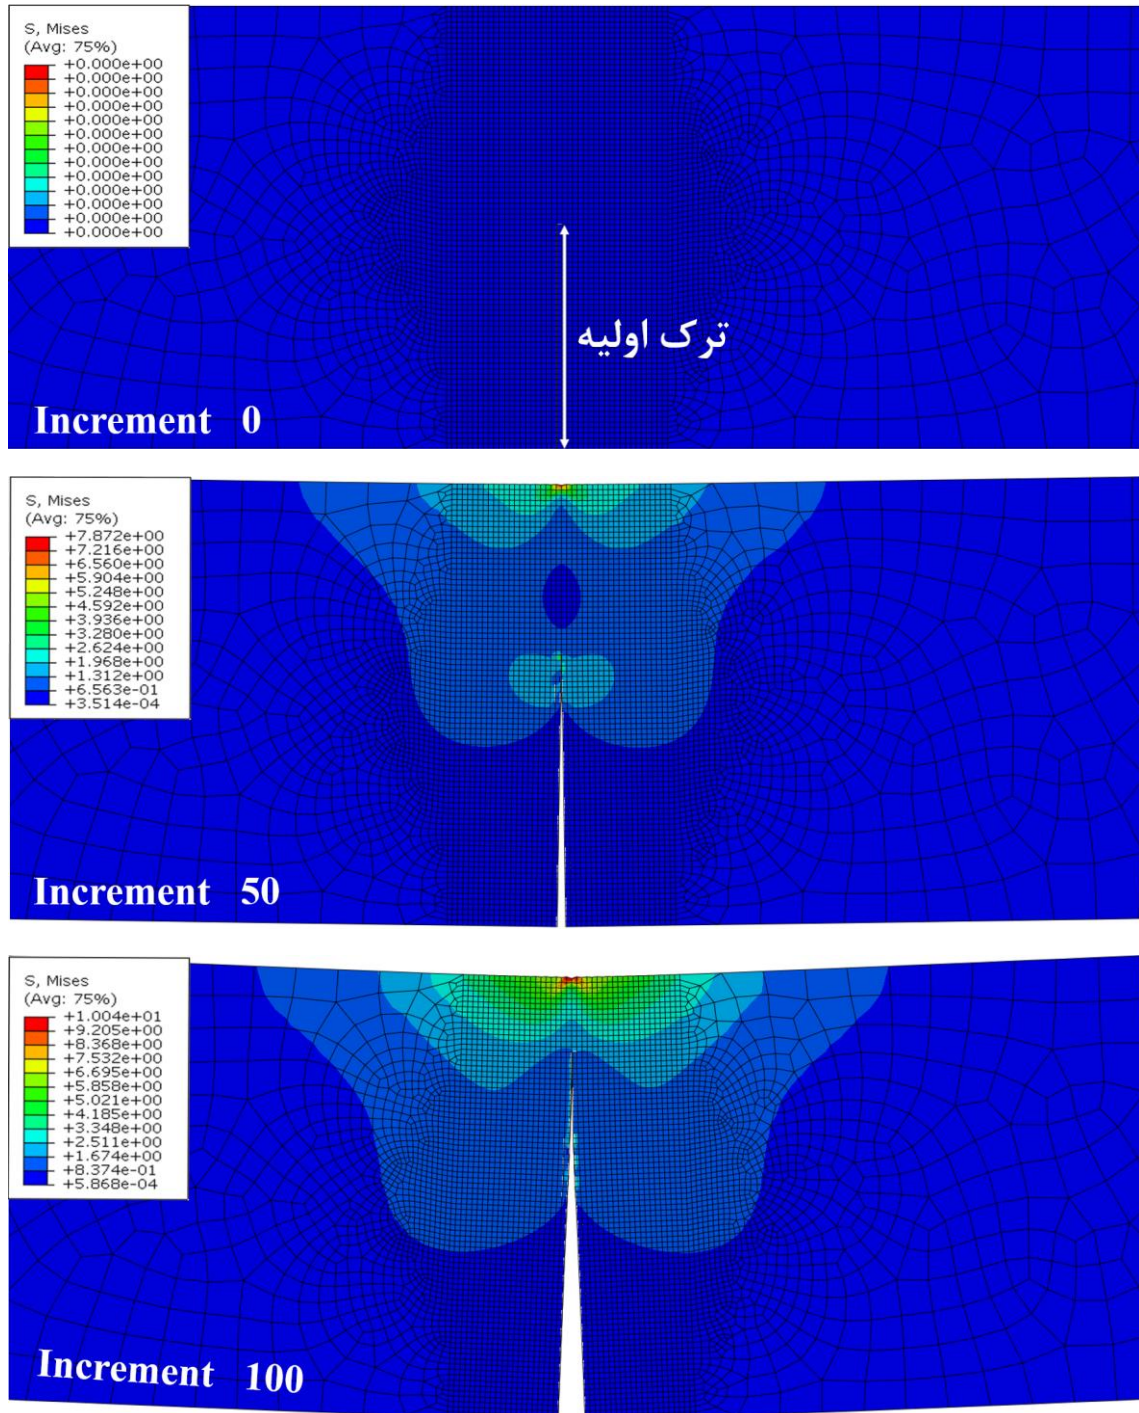 S, Mises
(Avg: 75%)
+0.000e+00
+0.000e+00
+0.000e+00
+0.000e+00
+0.000e+00
+0.000e+00
+0.000e+00
+0.000e+00
+0.000e+00
+0.000e+00
+0.000e+00
+0.000e+00
+0.000e+00
ترک اولیه
Increment 0
S, Mises
(Avg: 75%)
+7.872e+00
+7.216e+00
+6.560e+00
+5.904e+00
+5.248e+00
+4.592e+00
+3.936e+00
+3.280e+00
+2.624e+00
+1.968e+00
+1.312e+00
+6.563e-01
+3.514e-04
Increment 50
S, Mises
(Avg: 75%)
+1.004e+01
+9.205e+00
+8.368e+00
+7.532e+00
+6.695e+00
+5.858e+00
+5.021e+00
+4.185e+00
+3.348e+00
+2.511e+00
+1.674e+00
+8.374e-01
+5.868e-04
Increment 100